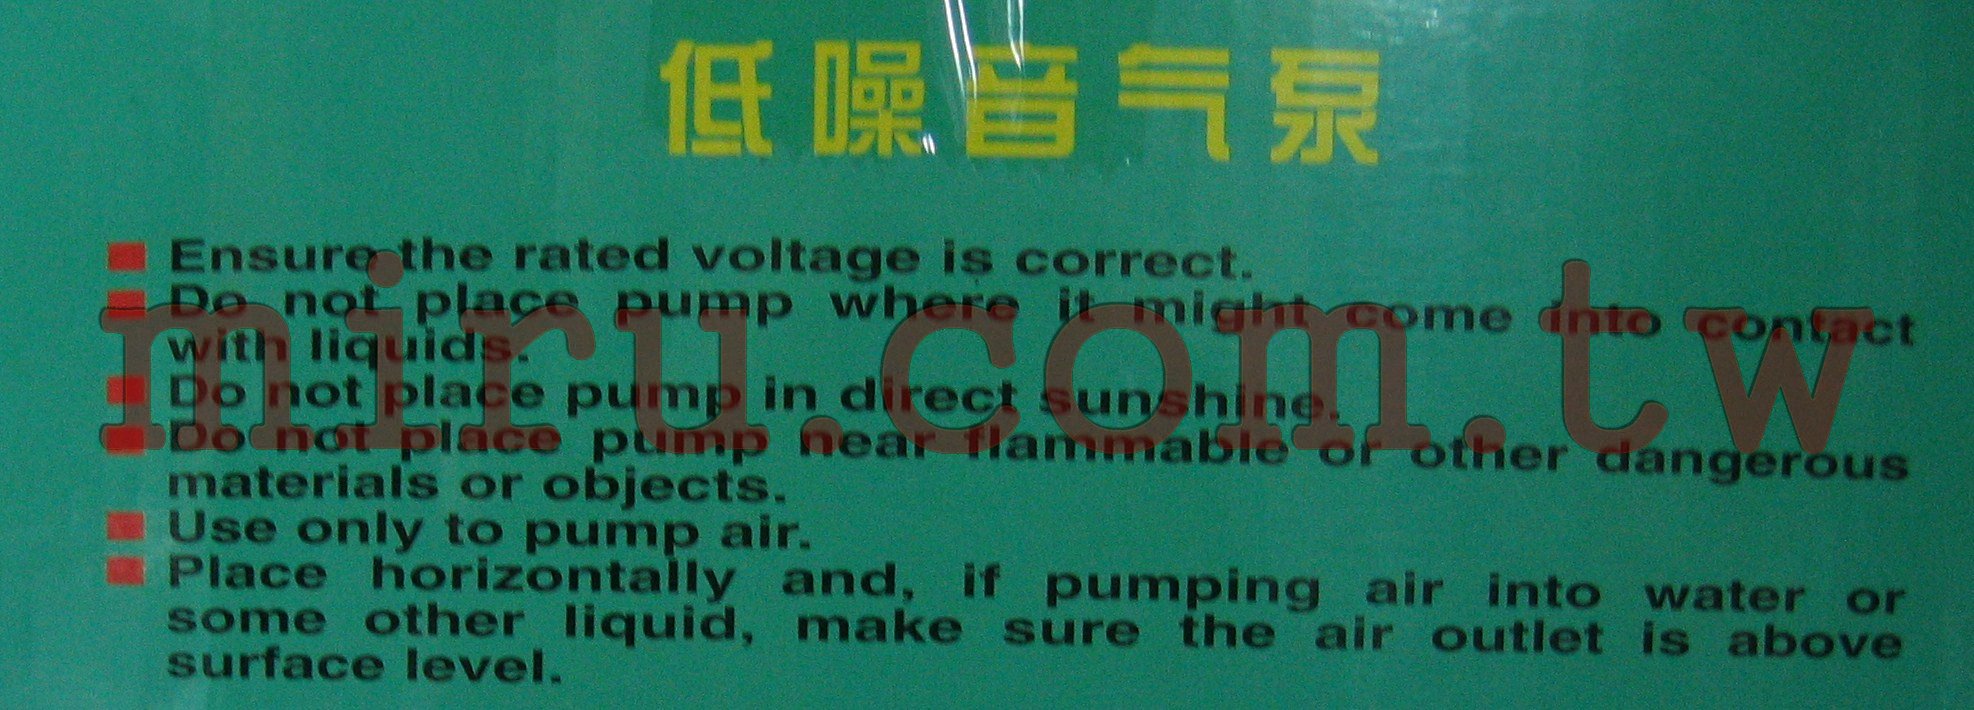 低噪音气泵
Ensure the rated voltage is correct.
Do not place pump where it might come into contact
with liquids.
Do not place pump in direct sunshine.
Do not place pump near flammable or other dangerous
materials or objects.
Use only to pump air.
Place horizontally and, if pumping air into water or
some other liquid, make sure the air outlet is above
surface level.
miru.com.tw